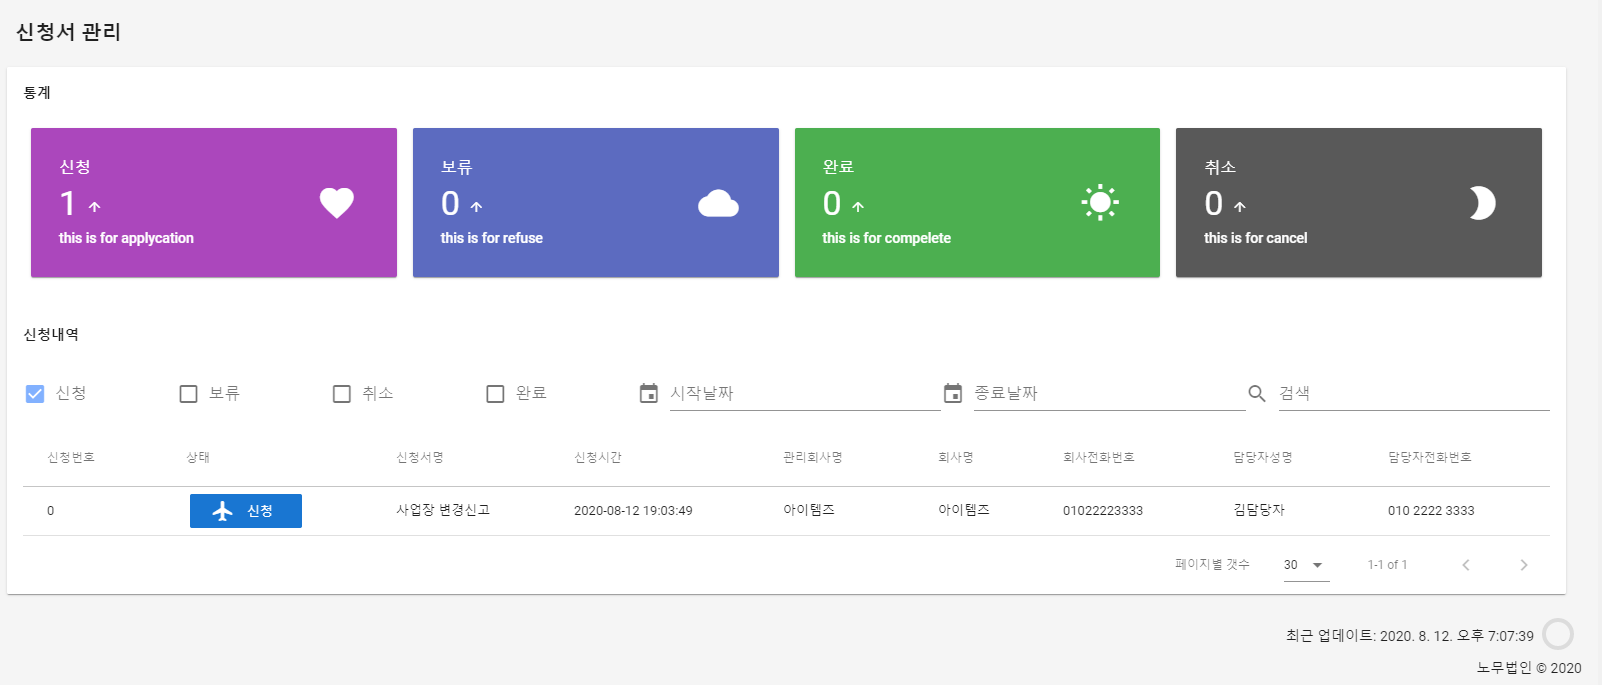 신청서 관리
통계
신청
1
this is for applycation
보류
0
this is for refuse
완료
0
this is for compelete
취소
0
this is for cancel
신청내역
신청 보류 취소 완료 시작날짜 종료날짜 검색
신청번호 상태 신청서명 신청시간 관리회사명 회사명 회사전화번호 담당자성명 담당자전화번호
0 신청 사업장 변경신고 2020-08-12 19:03:49 아이템즈 아이템즈 01022223333 김담당자 010 2222 3333
페이지별 갯수 30 1-1 of 1
최근 업데이트: 2020. 8. 12. 오후 7:07:39
노무법인 © 2020